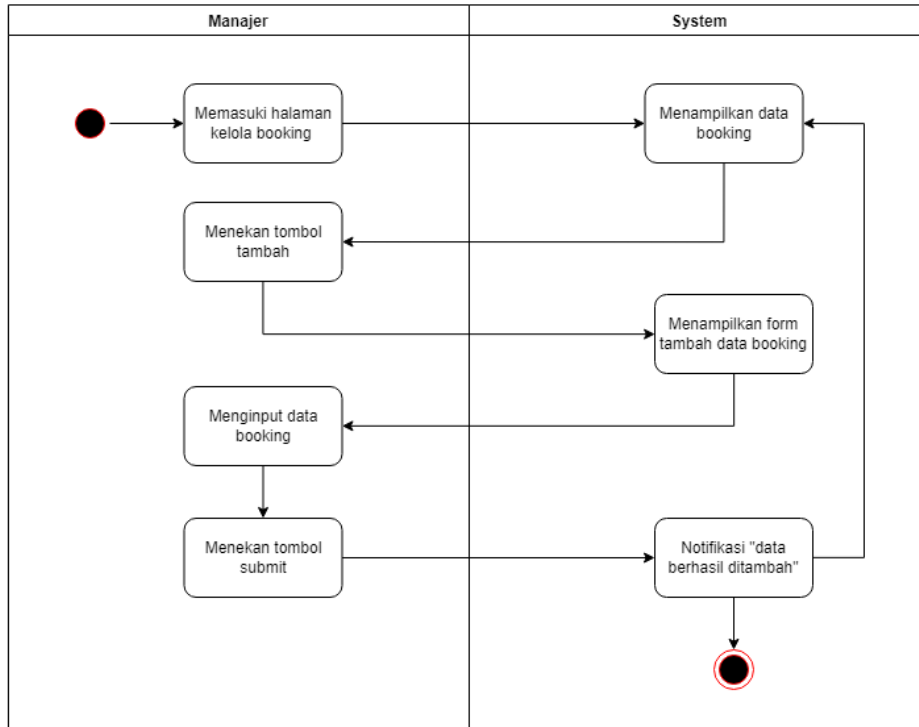 Manajer
System
Memasuki halaman
kelola booking
Menampilkan data
booking
Menekan tombol
tambah
Menampilkan form
tambah data booking
Menginput data
booking
Menekan tombol
submit
Notifikasi "data
berhasil ditambah"